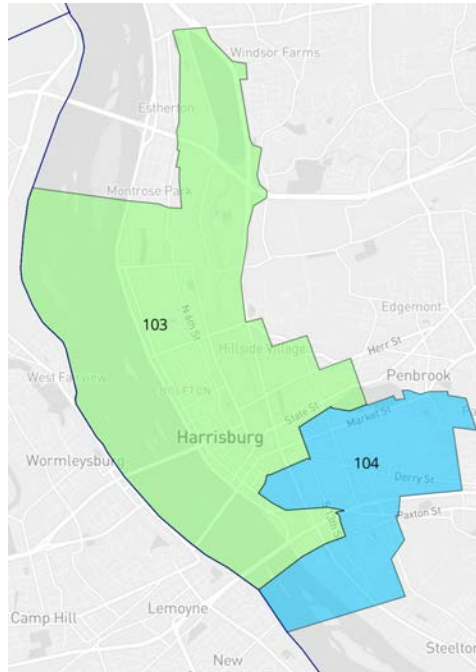 Windsor Farms
Estherton
Montrose Park
Edgemont
103
N 6th St
Herr St
Hillside Village
Penbrook
West Fairview
State St
Market St
Harrisburg
Wormleysburg
104
Derry St
Paxton St
Lemoyne
Camp Hill
Steelton
New